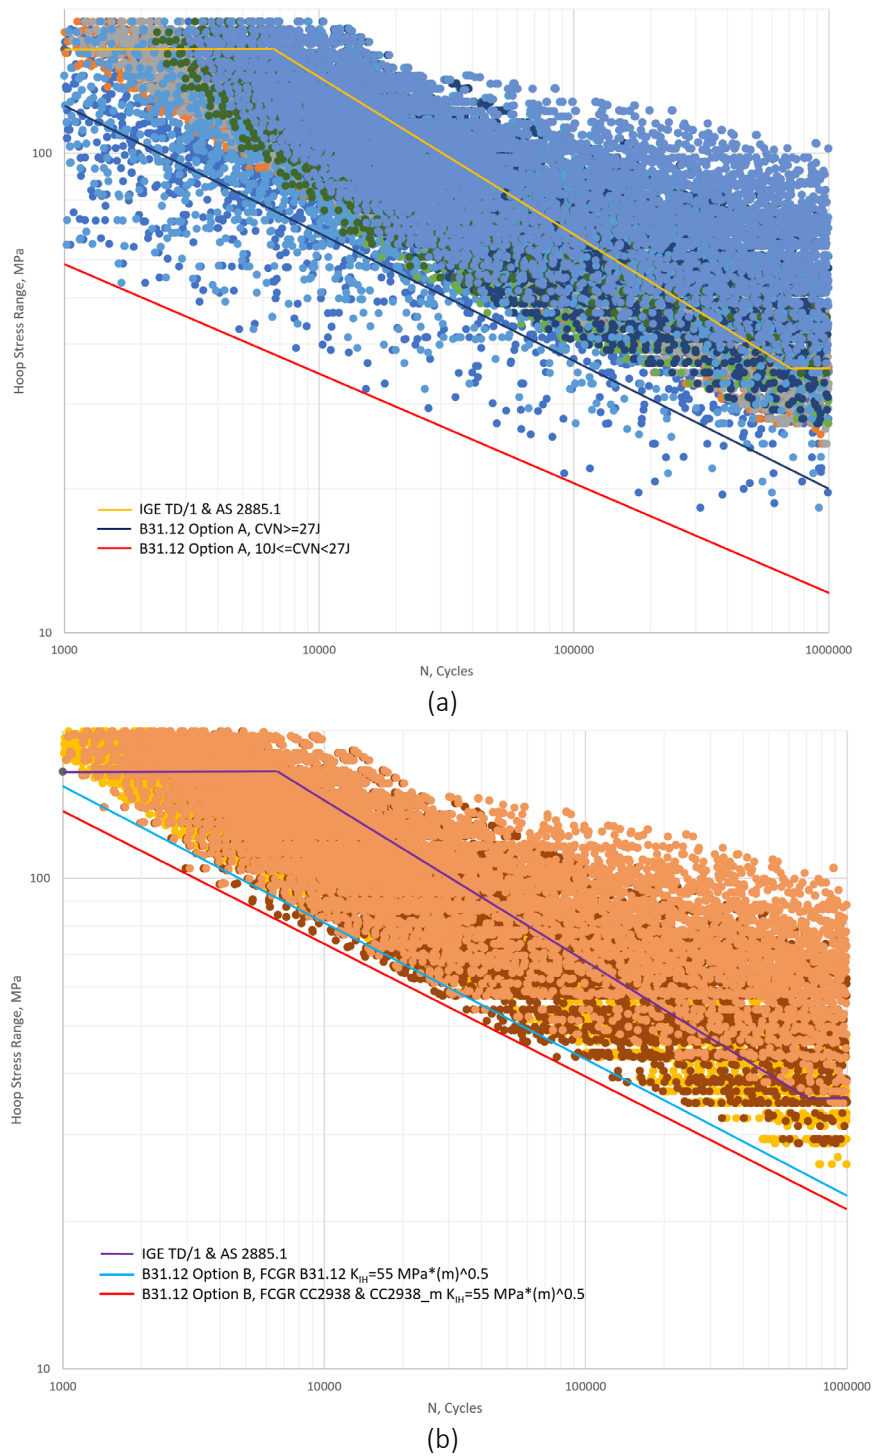 100
Hoop Stress Range, MPa
IGE TD/1 & AS 2885.1
B31.12 Option A, CVN>=27J
B31.12 Option A, 10J<=CVN<27J
10
1000 10000 100000 1000000
N, Cycles
(a)
100
Hoop Stress Range, MPa
IGE TD/1 & AS 2885.1
B31.12 Option B, FCGR B31.12 KIH=55 MPa*(m)^0.5
B31.12 Option B, FCGR CC2938 & CC2938_m KIH=55 MPa*(m)^0.5
10
1000 10000 100000 1000000
N, Cycles
(b)